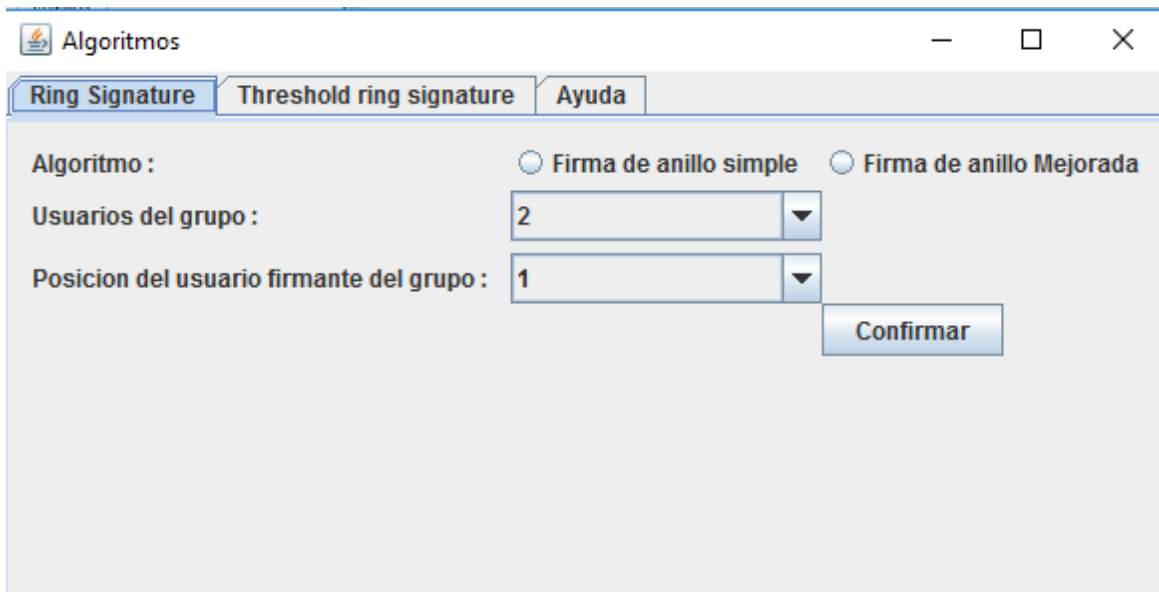 Algoritmos
Ring Signature Threshold ring signature Ayuda
Algoritmo : Firma de anillo simple Firma de anillo Mejorada
Usuarios del grupo : 2
Posicion del usuario firmante del grupo : 1
Confirmar